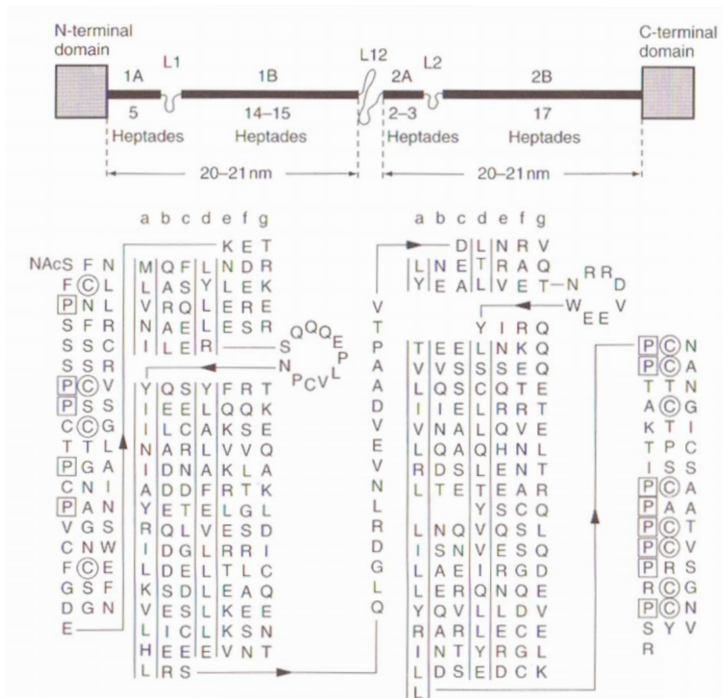 N-terminal domain
C-terminal domain
L1 L12 L2
1A 1B 2A 2B
5 14–15 2–3 17
Heptades Heptades Heptades Heptades
20–21 nm 20–21 nm
a b c d e f g
K E T
NAcS F N M Q F L N D R
F C L L A S Y L E K
P N L V R Q L E R E
S F R N A E L E S R
S S C I L E R S Q Q Q E P L V C P N
S S R
P C V Y Q S Y F R T
P S S I E E L Q Q K
C C G I L C A K S E
T T L N A R L V V Q
P G A I D N A K L A
C N I A D D F R T K
P A N Y E T E L G L
V G S R Q L V E S D
C N W I D G L R R I
F C E L D E L T L C
G S F K S D L E A Q
D G N V E S L K E E
E L I C L K S N
H E E E V N T
L R S
V T P A A D V E V N L R D G L Q
a b c d e f g
D L N R V
L N E T R A Q
Y E A L V E T N R R D V E E W
Y I R Q
T E E L N K Q
V V S S S E Q
L Q S C Q T E
I I E L R R T
V N A L Q V E
L Q A Q H N L
R D S L E N T
L T E T E A R
Y S C Q
L N Q V Q S L
I S N V E S Q
L A E I R G D
L E R Q N Q E
Y Q V L L D V
R A R L E C E
I N T Y R G L
L D S E D C K
L
P C N
P C A
T T N
A C G
K T I
T P C
I S S
P C A
P A A
P C T
P C V
P R S
R C G
P C N
S Y V
R